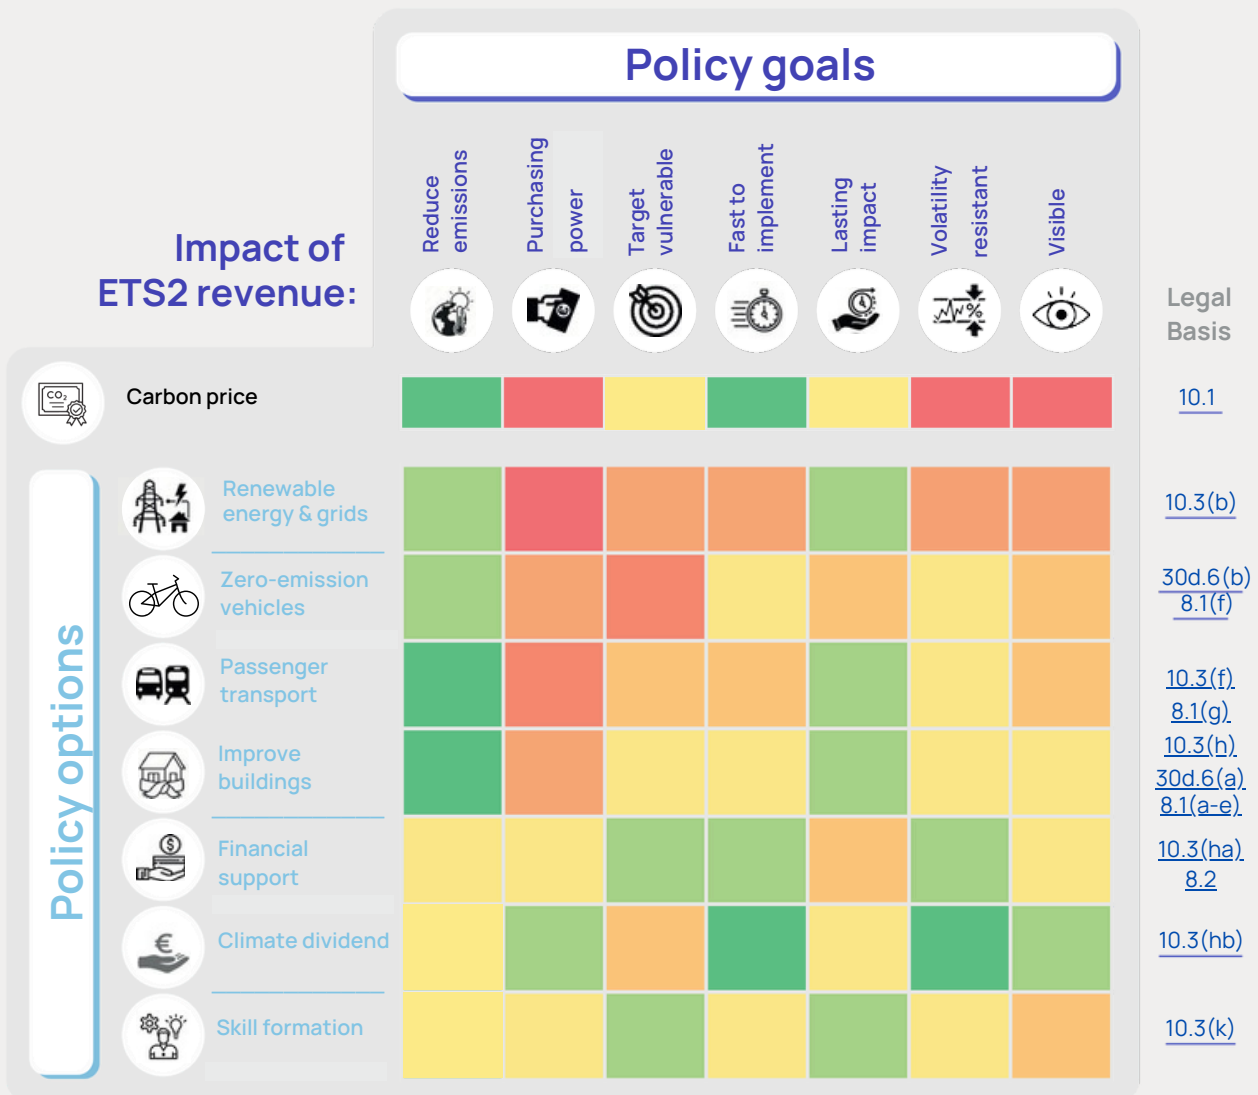 Policy goals
Reduce
emissions
Purchasing
power
Target
vulnerable
Fast to
implement
Lasting
impact
Volatility
resistant
Visible
Impact of
ETS2 revenue:
Legal
Basis
CO₂
Carbon price
10.1
Policy options
Renewable
energy & grids
10.3(b)
Zero-emission
vehicles
30d.6(b)
8.1(f)
Passenger
transport
10.3(f)
8.1(g)
Improve
buildings
10.3(h)
30d.6(a)
8.1(a-e)
Financial
support
10.3(ha)
8.2
Climate dividend
10.3(hb)
Skill formation
10.3(k)